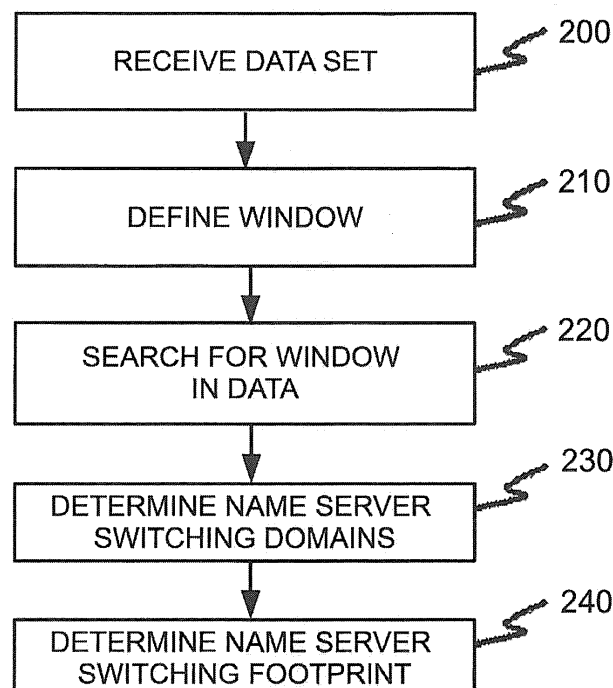 RECEIVE DATA SET
200
DEFINE WINDOW
210
SEARCH FOR WINDOW
IN DATA
220
DETERMINE NAME SERVER
SWITCHING DOMAINS
230
DETERMINE NAME SERVER
SWITCHING FOOTPRINT
240